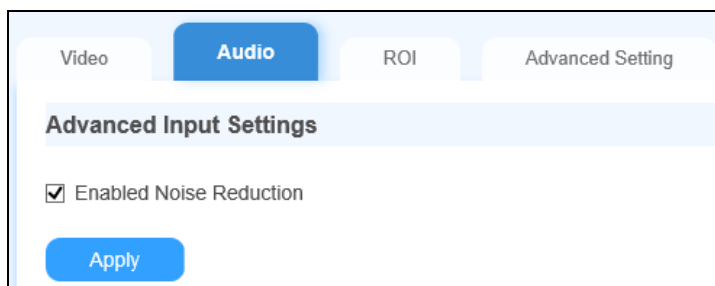 Video Audio ROI Advanced Setting
Advanced Input Settings
Enabled Noise Reduction
Apply